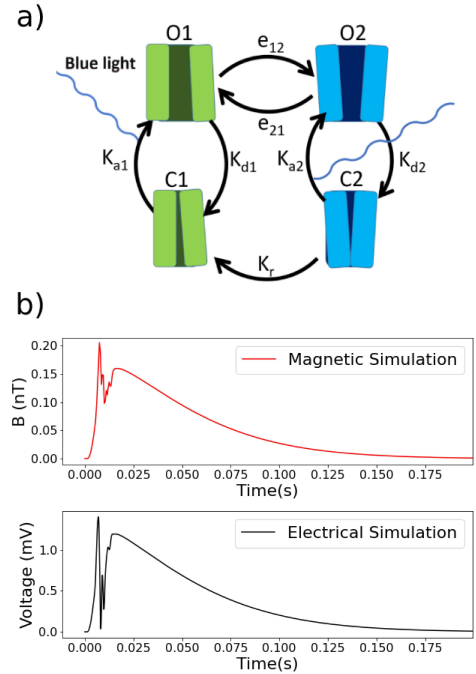 a)
O1
O2
Blue light
e12
e21
Ka1
Kd1
Ka2
Kd2
C1
C2
Kr
b)
0.20
0.15
0.10
0.05
0.00
B (nT)
Magnetic Simulation
0.000 0.025 0.050 0.075 0.100 0.125 0.150 0.175
Time(s)
1.0
0.5
0.0
Voltage (mV)
Electrical Simulation
0.000 0.025 0.050 0.075 0.100 0.125 0.150 0.175
Time(s)